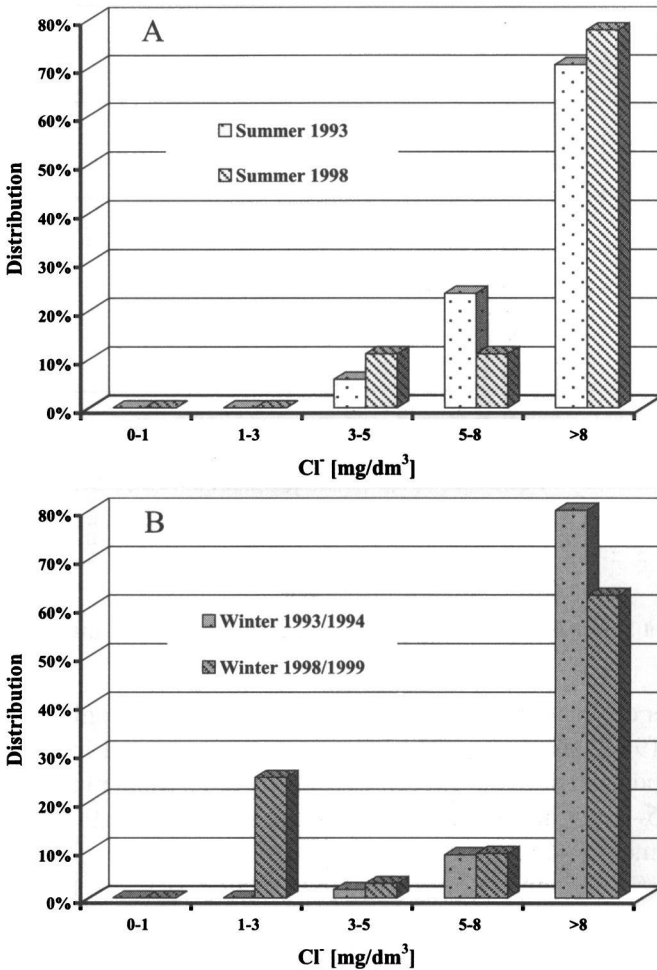 A
80%
70%
60%
50%
40%
30%
20%
10%
0%
Distribution
Summer 1993
Summer 1998
0-1 1-3 3-5 5-8 >8
Cl⁻ [mg/dm³]
B
80%
70%
60%
50%
40%
30%
20%
10%
0%
Distribution
Winter 1993/1994
Winter 1998/1999
0-1 1-3 3-5 5-8 >8
Cl⁻ [mg/dm³]